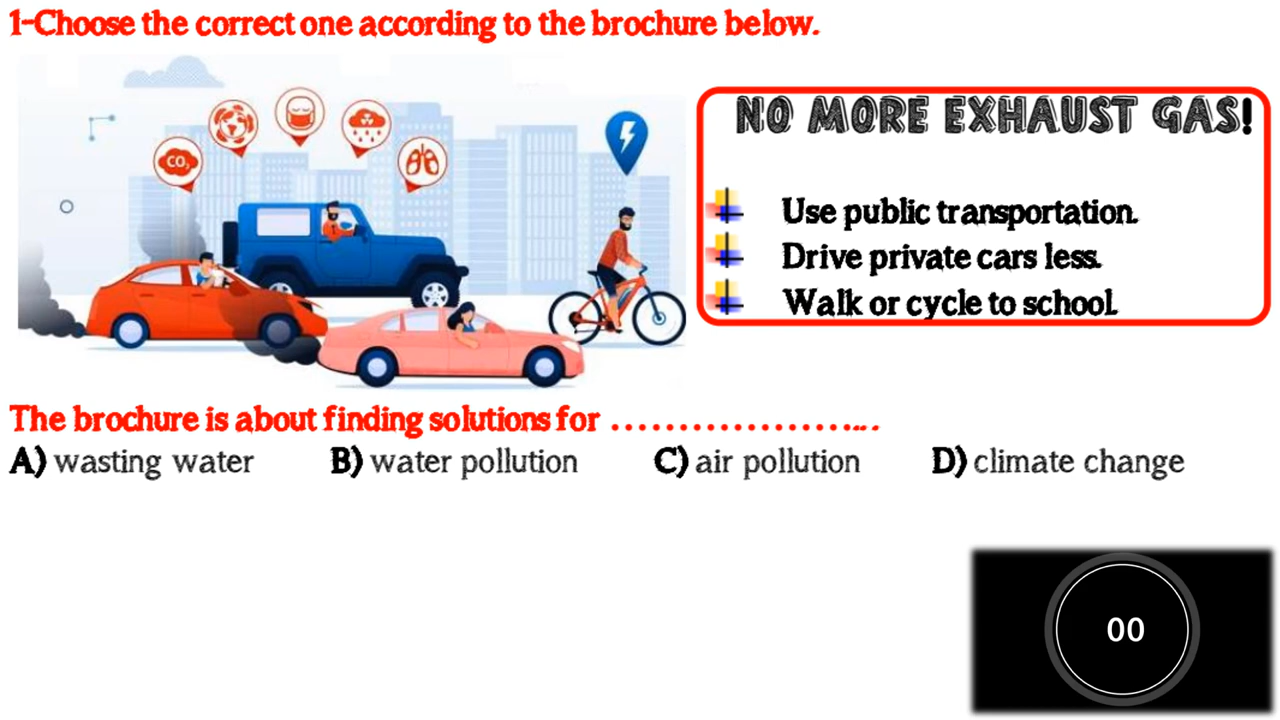 1-Choose the correct one according to the brochure below.
CO₂
NO MORE EXHAUST GAS!
Use public transportation.
Drive private cars less.
Walk or cycle to school.
The brochure is about finding solutions for ......................
A) wasting water B) water pollution C) air pollution D) climate change
00